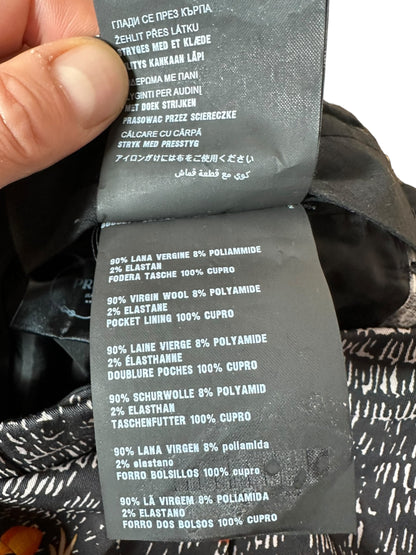 ГЛАДИ СЕ ПРЕЗ КЪРПА
ŽEHLIT PŘES LÁTKU
STRYGES MED ET KLÆDE
SILITYS KANKAAN LÄPI
ΣΙΔΕΡΩΜΑ ΜΕ ΠΑΝΙ
LYGINTI PER AUDINĮ
MET DOEK STRIJKEN
PRASOWAĆ PRZEZ ŚCIERECZKE
CĂLCARE CU CÂRPĂ
STRYK MED PRESSTYG
アイロンがけには布をご使用ください
كوي مع قطعة قماش
90% LANA VERGINE 8% POLIAMMIDE
2% ELASTAN
FODERA TASCHE 100% CUPRO
90% VIRGIN WOOL 8% POLYAMIDE
2% ELASTANE
POCKET LINING 100% CUPRO
90% LAINE VIERGE 8% POLYAMIDE
2% ÉLASTHANNE
DOUBLURE POCHES 100% CUPRO
90% SCHURWOLLE 8% POLYAMID
2% ELASTHAN
TASCHENFUTTER 100% CUPRO
90% LANA VIRGEN 8% poliamida
2% elastano
FORRO BOLSILLOS 100% cupro
90% LÃ VIRGEM 8% POLIAMIDA
2% ELASTANO
FORRO DOS BOLSOS 100% CUPRO